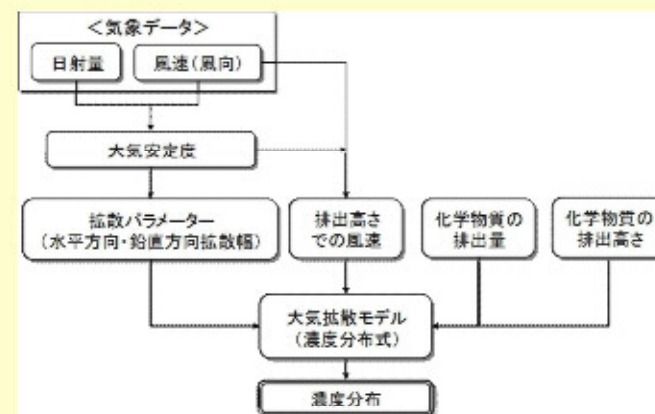 ＜気象データ＞
日射量
風速(風向)
大気安定度
拡散パラメーター
(水平方向・鉛直方向拡散幅)
排出高さ
での風速
化学物質の
排出量
化学物質の
排出高さ
大気拡散モデル
(濃度分布式)
濃度分布